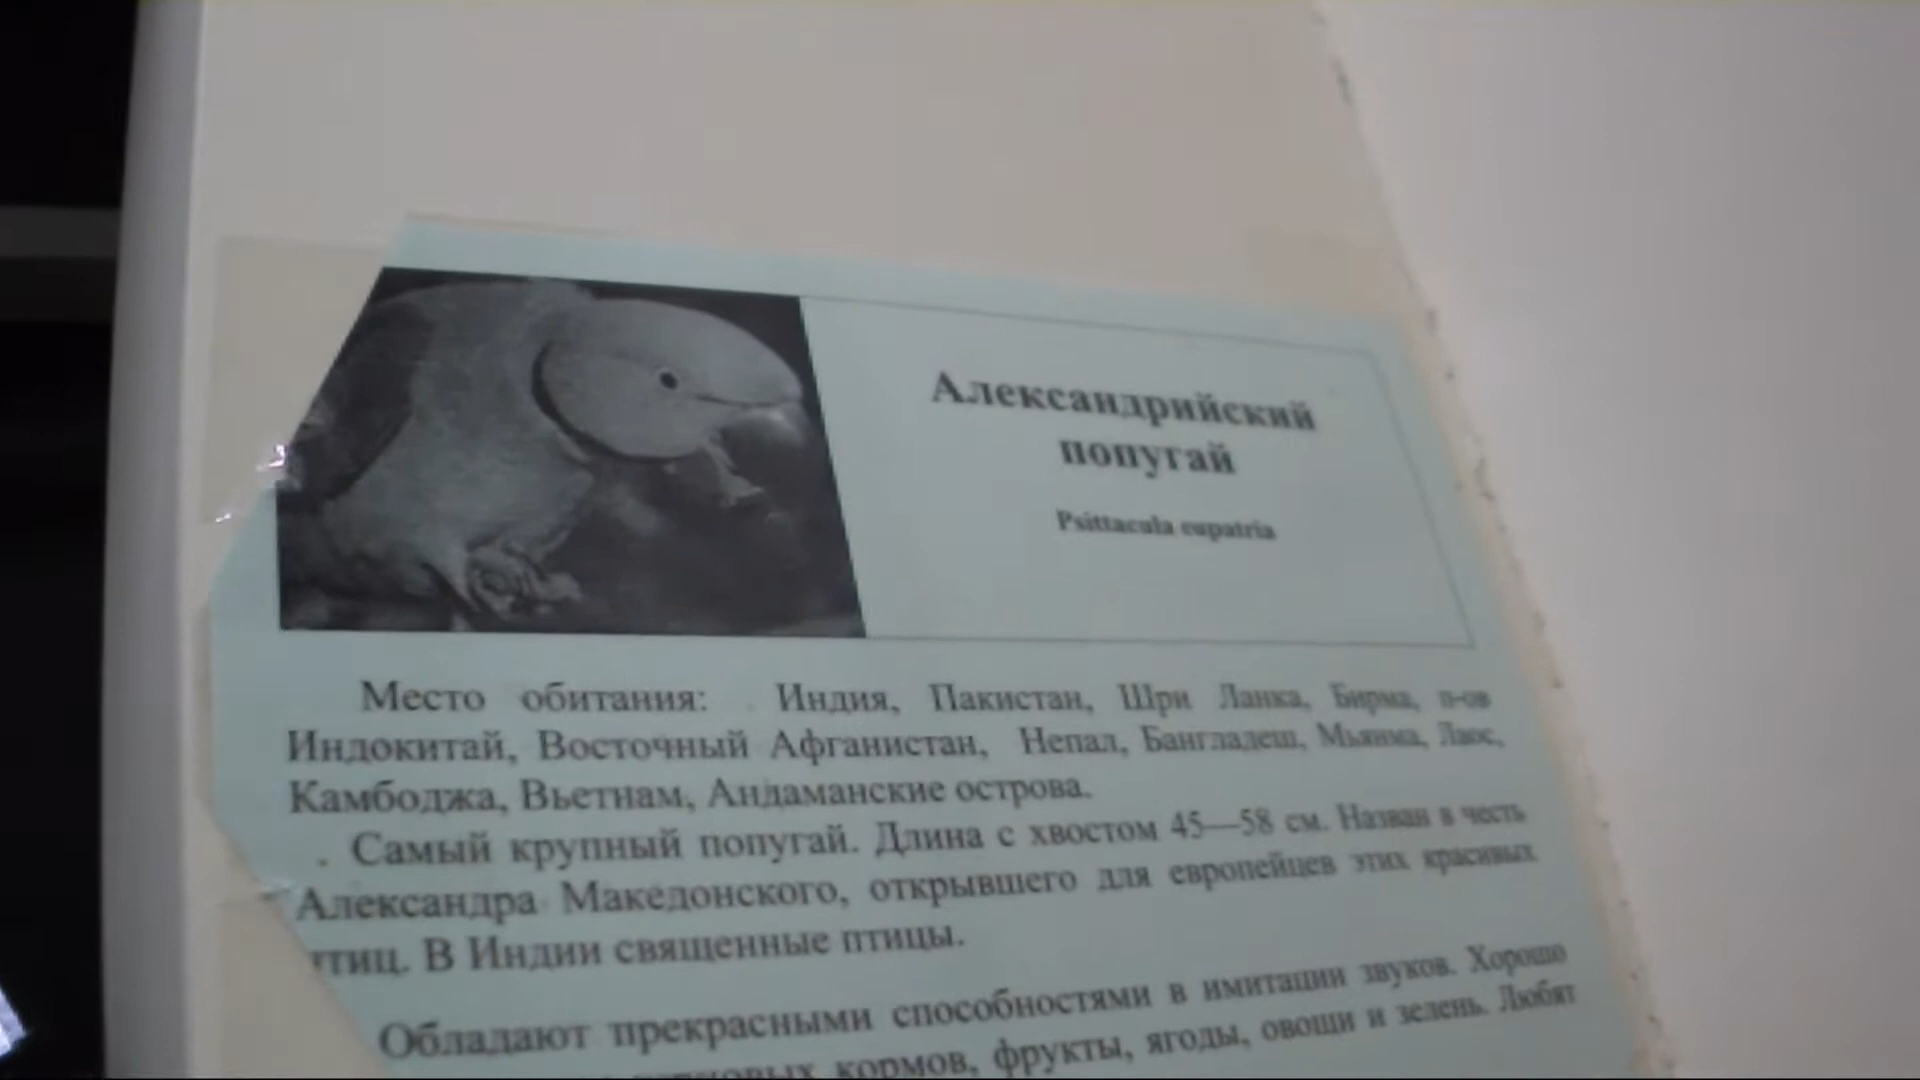 Александрийский
попугай
Psittacula eupatria
Место обитания: Индия, Пакистан, Шри Ланка, Бирма, п-ов
Индокитай, Восточный Афганистан, Непал, Бангладеш, Мьянма, Лаос,
Камбоджа, Вьетнам, Андаманские острова.
. Самый крупный попугай. Длина с хвостом 45—58 см. Назван в честь
Александра Македонского, открывшего для европейцев этих красивых
птиц. В Индии священные птицы.
Обладают прекрасными способностями в имитации звуков. Хорошо
кормов, фрукты, ягоды, овощи и зелень. Любят